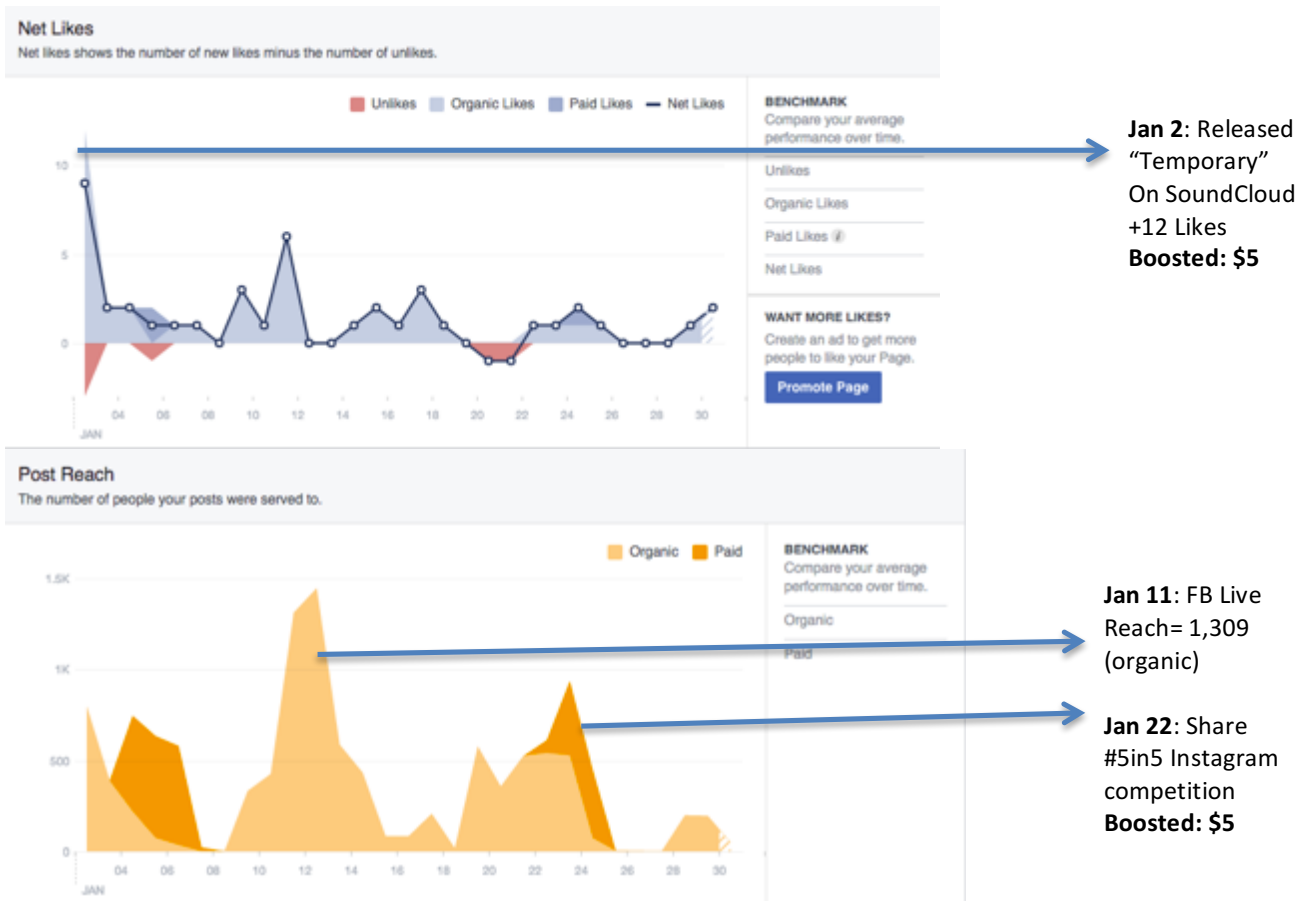 Net Likes
Net likes shows the number of new likes minus the number of unlikes.
Unlikes Organic Likes Paid Likes Net Likes
10
5
0
04 06 08 10 12 14 16 18 20 22 24 26 28 30
JAN
BENCHMARK
Compare your average
performance over time.
Unlikes
Organic Likes
Paid Likes i
Net Likes
WANT MORE LIKES?
Create an ad to get more
people to like your Page.
Promote Page
Jan 2: Released
“Temporary”
On SoundCloud
+12 Likes
Boosted: $5
Post Reach
The number of people your posts were served to.
Organic Paid
1.5K
1K
500
0
04 06 08 10 12 14 16 18 20 22 24 26 28 30
JAN
BENCHMARK
Compare your average
performance over time.
Organic
Paid
Jan 11: FB Live
Reach= 1,309
(organic)
Jan 22: Share
#5in5 Instagram
competition
Boosted: $5